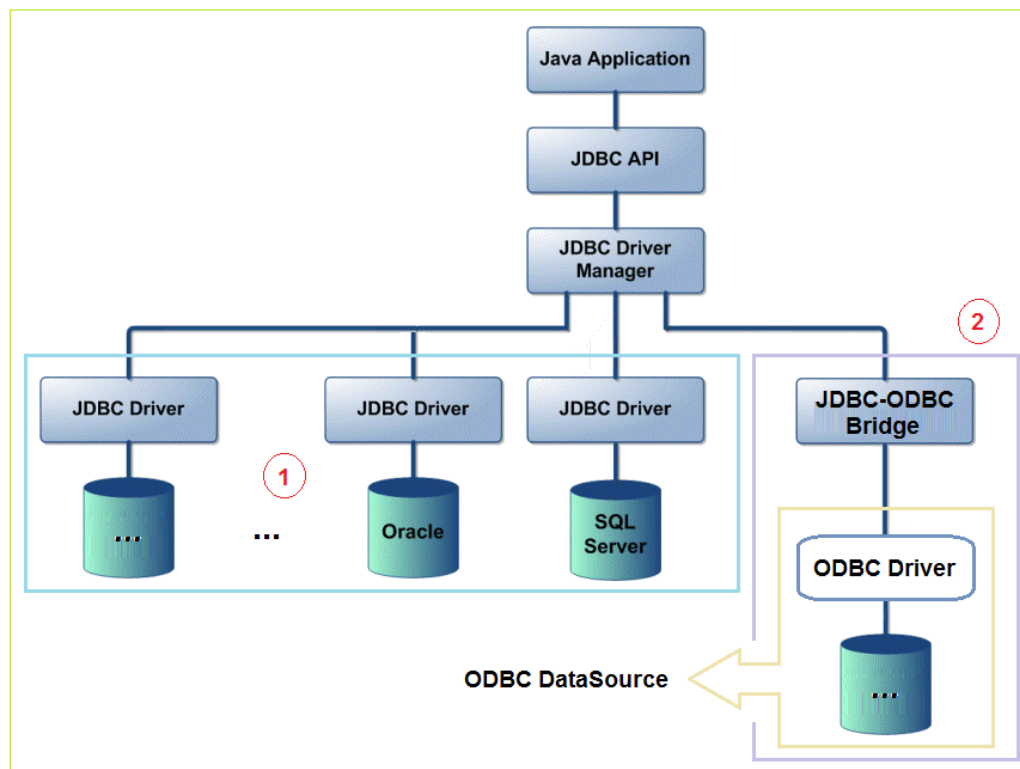 Java Application
JDBC API
JDBC Driver
Manager
2
JDBC Driver
JDBC Driver
JDBC Driver
JDBC-ODBC
Bridge
1
...
...
Oracle
SQL
Server
ODBC Driver
...
ODBC DataSource